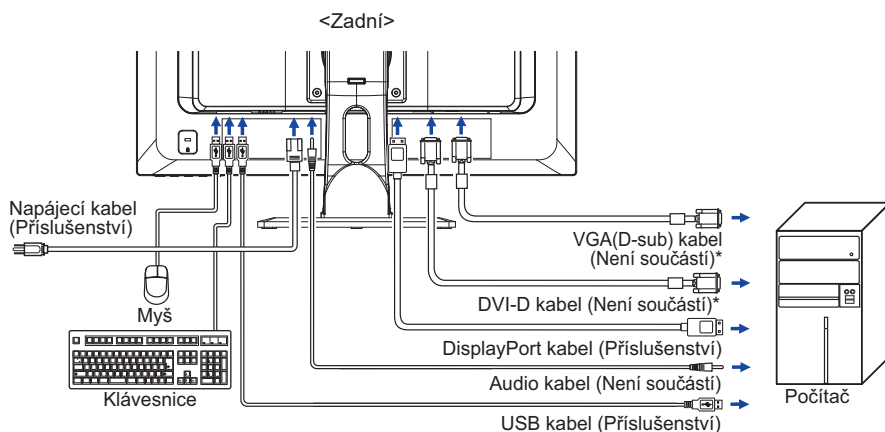 <Zadní>
Napájecí kabel
(Příslušenství)
VGA(D-sub) kabel
(Není součástí)*
Myš
DVI-D kabel (Není součástí)*
DisplayPort kabel (Příslušenství)
Klávesnice
Audio kabel (Není součástí)
Počítač
USB kabel (Příslušenství)